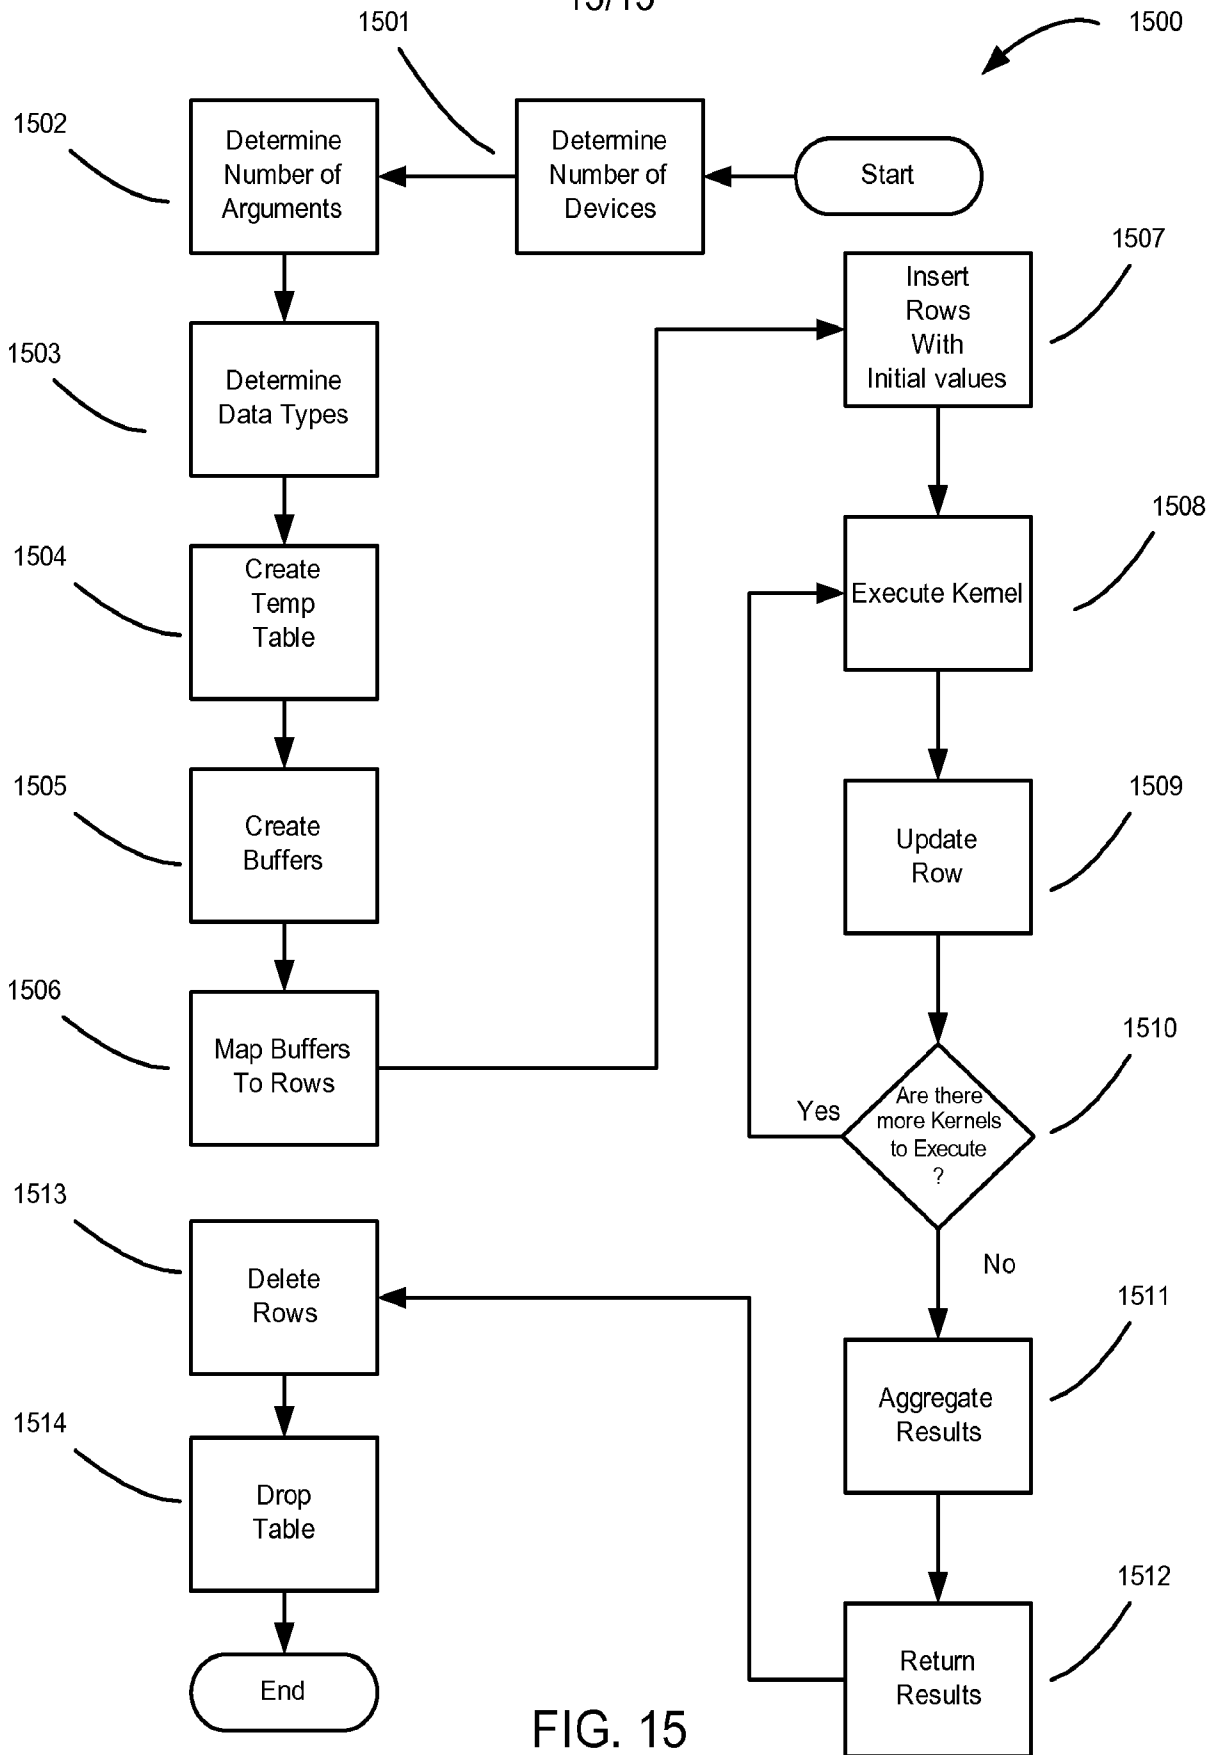 15/15
1501
1500
1502
Determine
Number of
Arguments
Determine
Number of
Devices
Start
1507
Insert
Rows
With
Initial values
1503
Determine
Data Types
1504
Create
Temp
Table
1508
Execute Kernel
1505
Create
Buffers
1509
Update
Row
1506
Map Buffers
To Rows
1510
Are there
more Kernels
to Execute
?
Yes
No
1513
Delete
Rows
1511
Aggregate
Results
1514
Drop
Table
1512
Return
Results
End
FIG. 15